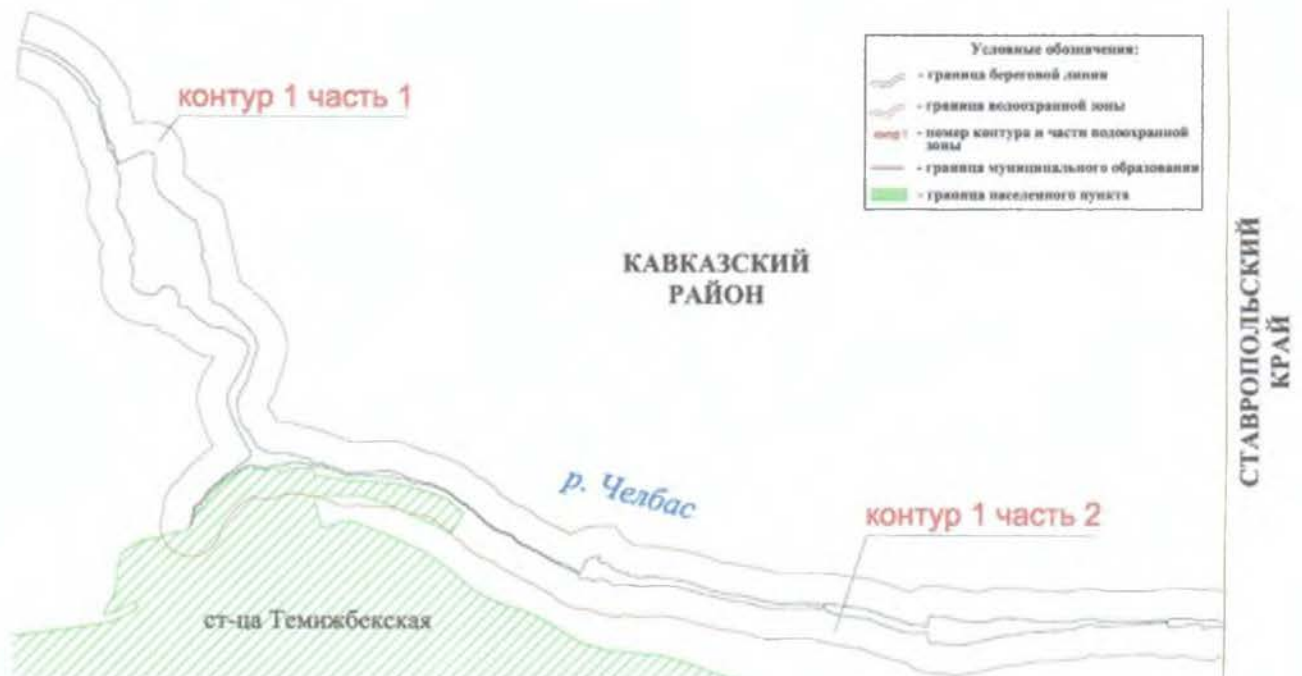 Условные обозначения:
- граница береговой линии
- граница водоохранной зоны
- номер контура и части водоохранной
зоны
- граница муниципального образования
- граница населенного пункта
контур 1 часть 1
КАВКАЗСКИЙ
РАЙОН
СТАВРОПОЛЬСКИЙ
КРАЙ
р. Челбас
контур 1 часть 2
ст-ца Темижбекская